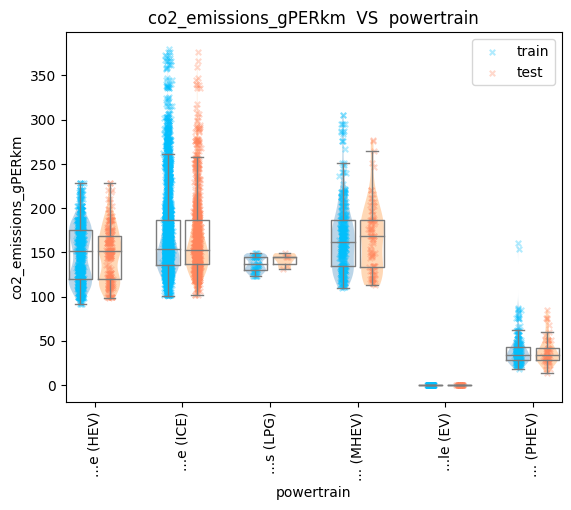 co2_emissions_gPERkm  VS  powertrain
train
test
350
300
250
200
150
100
50
0
co2_emissions_gPERkm
...e (HEV)
...e (ICE)
...s (LPG)
... (MHEV)
...le (EV)
... (PHEV)
powertrain